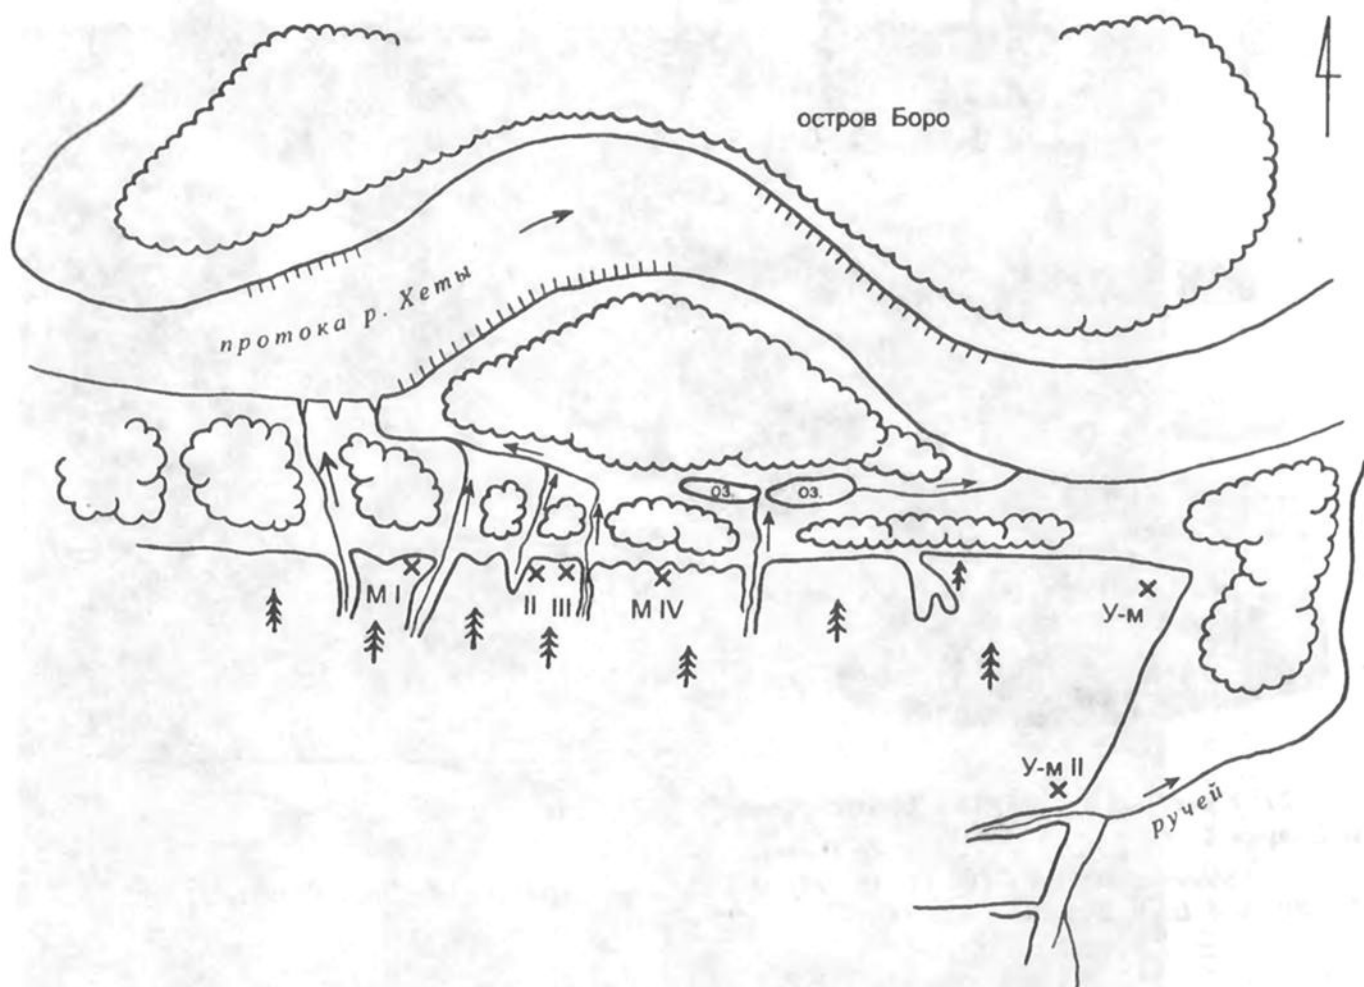 остров Боро
протока р. Хеты
оз. оз.
М I II III М IV У-м
У-м II
ручей